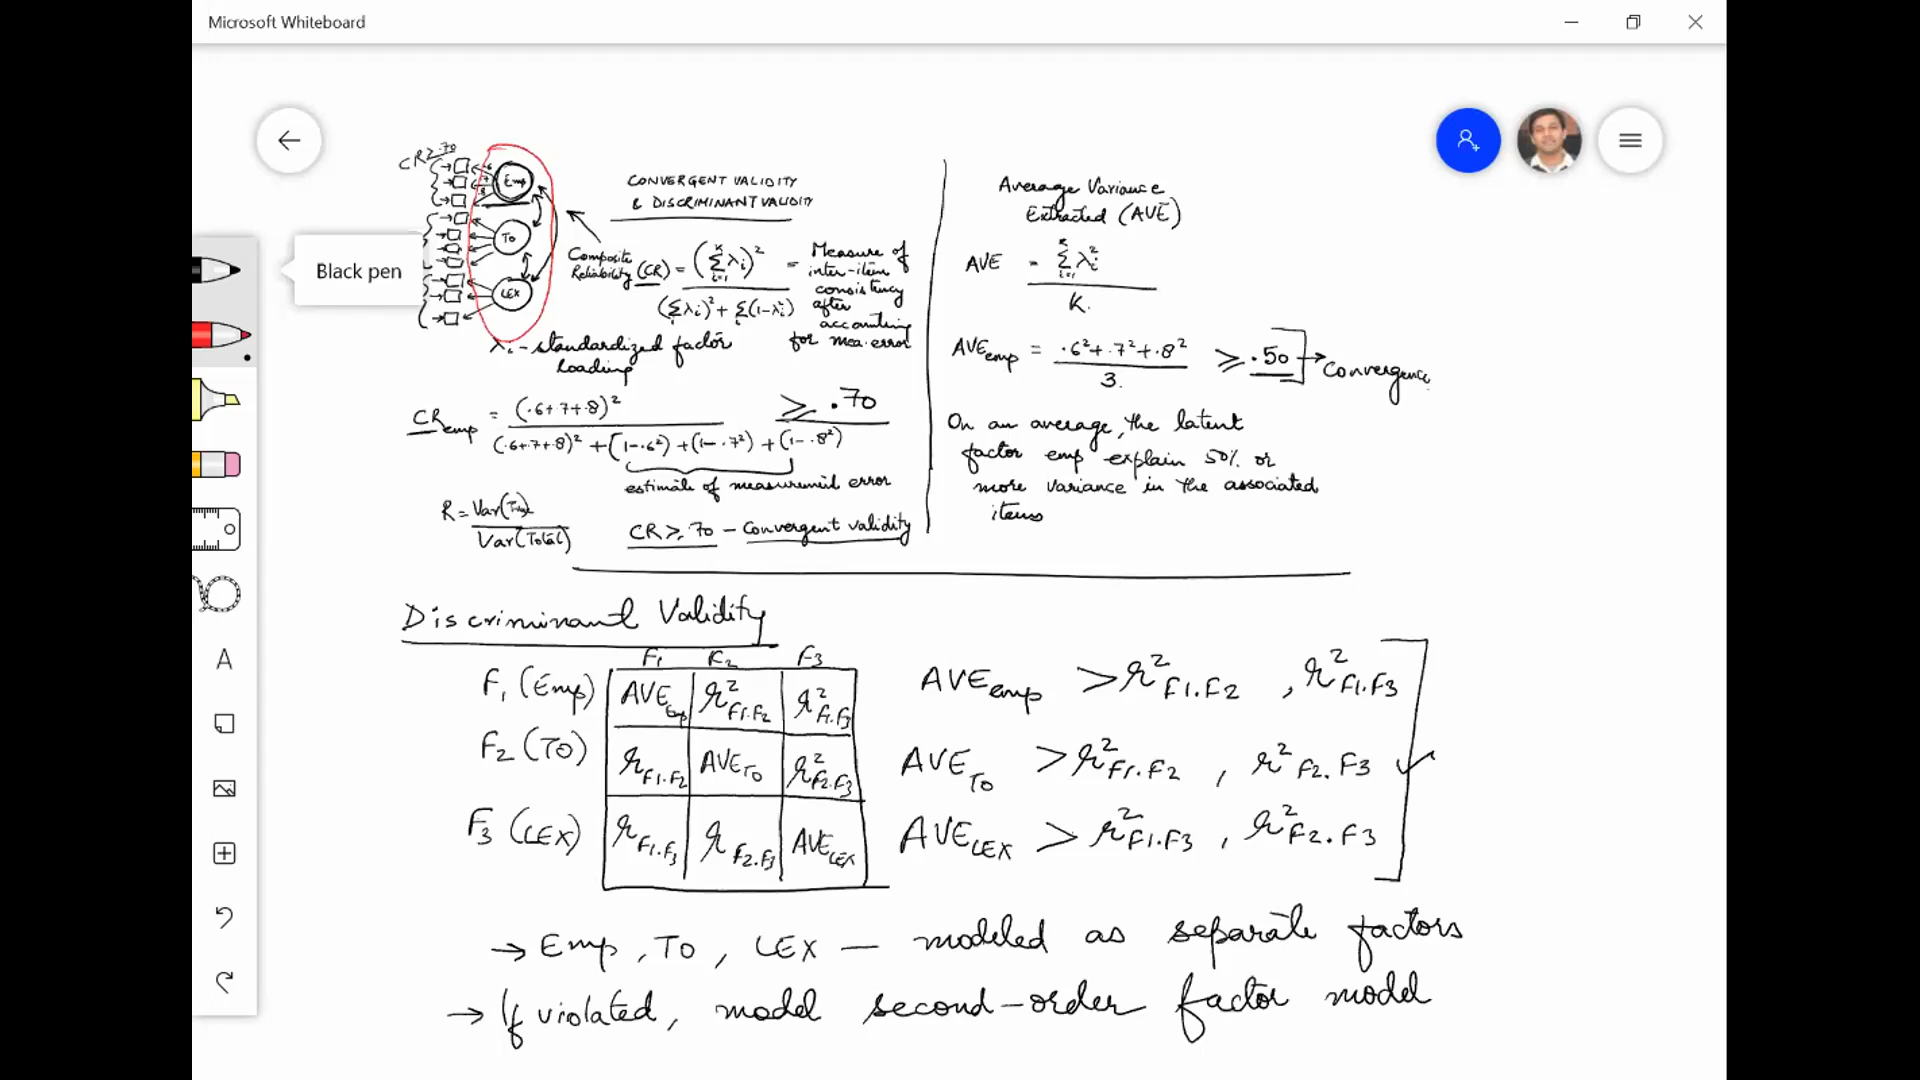 Microsoft Whiteboard
Black pen
CR≥.70
.6
.7
.8
Emp
TO
LEX
CONVERGENT VALIDITY
& DISCRIMINANT VALIDITY
Composite Reliability (CR) = (Σλi)² / ((Σλi)² + Σ(1-λi²)) = Measure of
inter-item
consistency
after
accounting
for mea. error
λi - standardized factor
loading
CRemp = (.6+.7+.8)² / ((.6+.7+.8)² + (1-.6²) + (1-.7²) + (1-.8²)) ≥ .70
estimate of measurement error
R = Var(True) / Var(Total)
CR ≥ .70 - Convergent validity
Average Variance
Extracted (AVE)
AVE = Σλi² / K.
AVEemp = .6²+.7²+.8² / 3. ≥ .50 → Convergence
On an average, the latent
factor emp explain 50% or
more variance in the associated
items
Discriminant Validity
F1 F2 F3
F1 (Emp) AVEEmp r²F1.F2 r²F1.F3
F2 (TO) rF1.F2 AVETO r²F2.F3
F3 (LEX) rF1.F3 rF2.F3 AVELEX
AVEemp > r²F1.F2 , r²F1.F3
AVETO > r²F1.F2 , r²F2.F3
AVELEX > r²F1.F3 , r²F2.F3
→ Emp, TO, LEX — modeled as separate factors
→ If violated, model second-order factor model